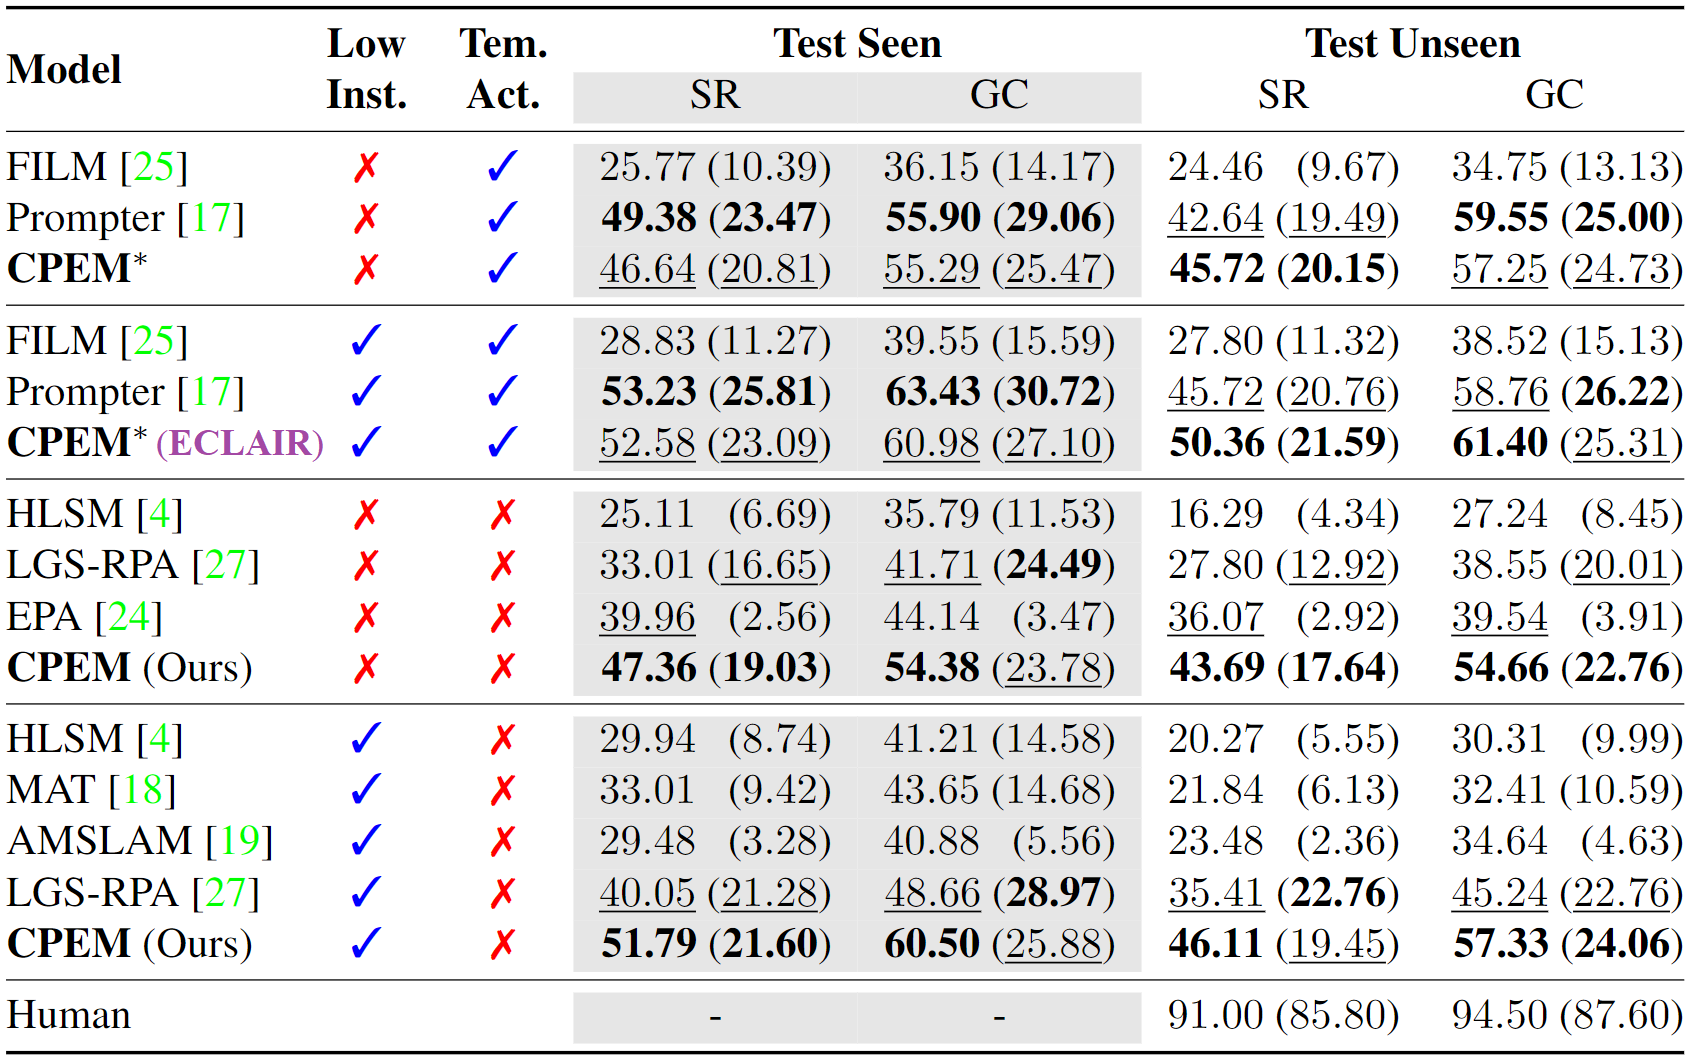 Model Low Inst. Tem. Act. Test Seen Test Unseen
SR GC SR GC
FILM [25] ✗ ✓ 25.77 (10.39) 36.15 (14.17) 24.46 (9.67) 34.75 (13.13)
Prompter [17] ✗ ✓ 49.38 (23.47) 55.90 (29.06) 42.64 (19.49) 59.55 (25.00)
CPEM* ✗ ✓ 46.64 (20.81) 55.29 (25.47) 45.72 (20.15) 57.25 (24.73)
FILM [25] ✓ ✓ 28.83 (11.27) 39.55 (15.59) 27.80 (11.32) 38.52 (15.13)
Prompter [17] ✓ ✓ 53.23 (25.81) 63.43 (30.72) 45.72 (20.76) 58.76 (26.22)
CPEM* (ECLAIR) ✓ ✓ 52.58 (23.09) 60.98 (27.10) 50.36 (21.59) 61.40 (25.31)
HLSM [4] ✗ ✗ 25.11 (6.69) 35.79 (11.53) 16.29 (4.34) 27.24 (8.45)
LGS-RPA [27] ✗ ✗ 33.01 (16.65) 41.71 (24.49) 27.80 (12.92) 38.55 (20.01)
EPA [24] ✗ ✗ 39.96 (2.56) 44.14 (3.47) 36.07 (2.92) 39.54 (3.91)
CPEM (Ours) ✗ ✗ 47.36 (19.03) 54.38 (23.78) 43.69 (17.64) 54.66 (22.76)
HLSM [4] ✓ ✗ 29.94 (8.74) 41.21 (14.58) 20.27 (5.55) 30.31 (9.99)
MAT [18] ✓ ✗ 33.01 (9.42) 43.65 (14.68) 21.84 (6.13) 32.41 (10.59)
AMSLAM [19] ✓ ✗ 29.48 (3.28) 40.88 (5.56) 23.48 (2.36) 34.64 (4.63)
LGS-RPA [27] ✓ ✗ 40.05 (21.28) 48.66 (28.97) 35.41 (22.76) 45.24 (22.76)
CPEM (Ours) ✓ ✗ 51.79 (21.60) 60.50 (25.88) 46.11 (19.45) 57.33 (24.06)
Human - - 91.00 (85.80) 94.50 (87.60)